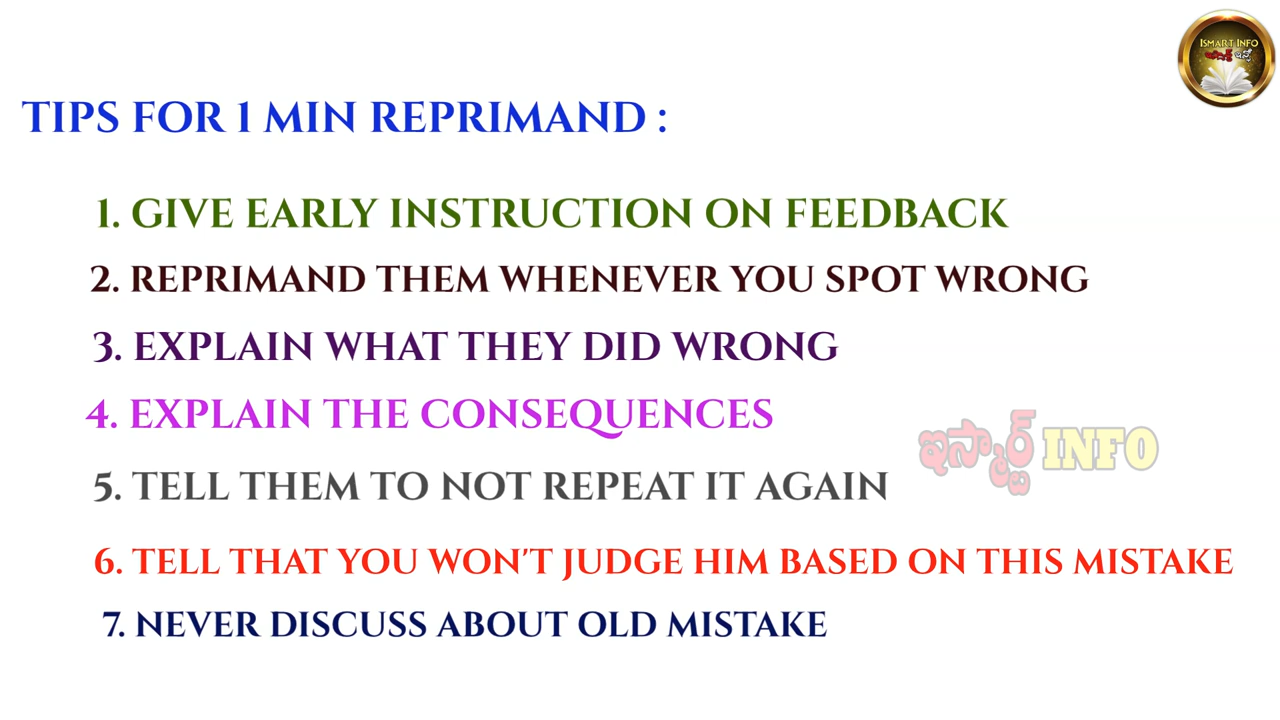 ISMART INFO
ఇస్మార్ట్ ఇన్ఫో
TIPS FOR 1 MIN REPRIMAND :
1. GIVE EARLY INSTRUCTION ON FEEDBACK
2. REPRIMAND THEM WHENEVER YOU SPOT WRONG
3. EXPLAIN WHAT THEY DID WRONG
4. EXPLAIN THE CONSEQUENCES
ఇస్మార్ట్ INFO
5. TELL THEM TO NOT REPEAT IT AGAIN
6. TELL THAT YOU WON'T JUDGE HIM BASED ON THIS MISTAKE
7. NEVER DISCUSS ABOUT OLD MISTAKE